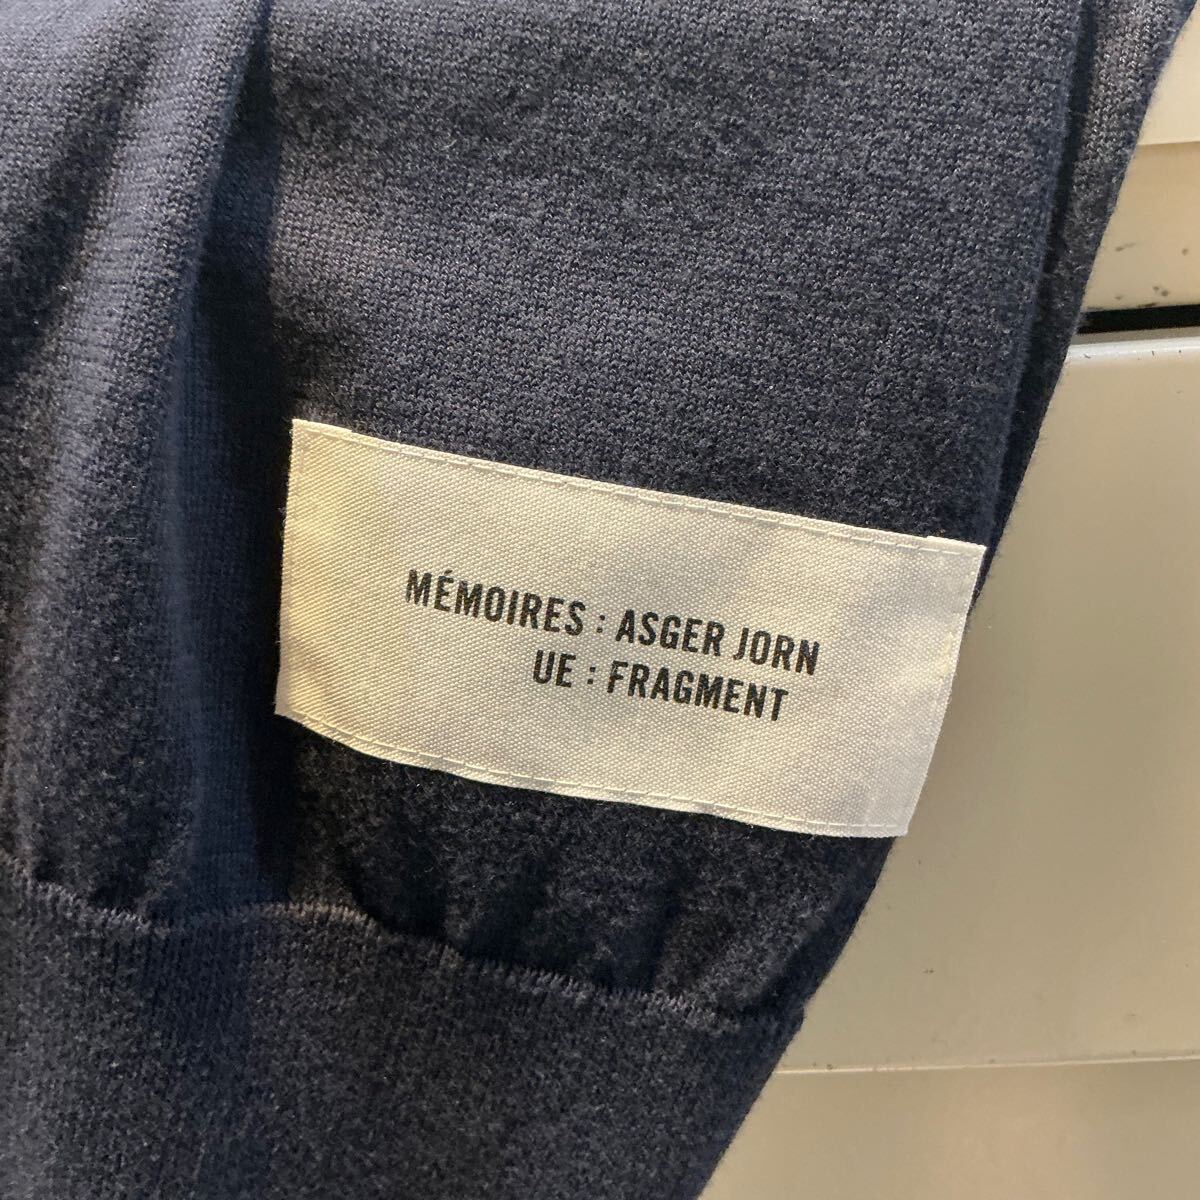 MÉMOIRES : ASGER JORN
UE : FRAGMENT